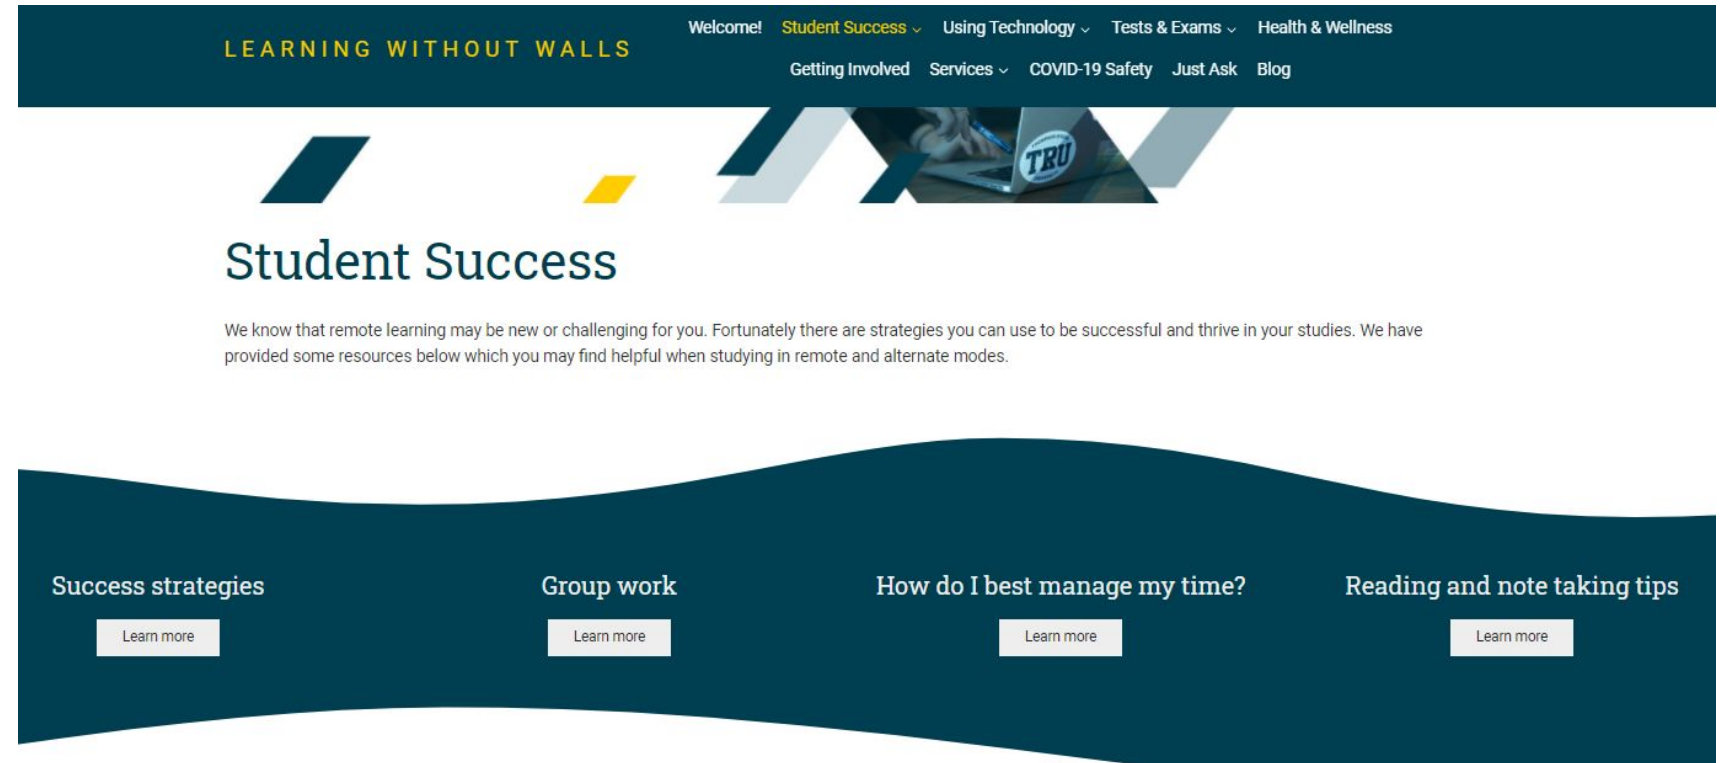 LEARNING WITHOUT WALLS
Welcome! Student Success Using Technology Tests & Exams Health & Wellness
Getting Involved Services COVID-19 Safety Just Ask Blog
TRU
Student Success
We know that remote learning may be new or challenging for you. Fortunately there are strategies you can use to be successful and thrive in your studies. We have
provided some resources below which you may find helpful when studying in remote and alternate modes.
Success strategies
Learn more
Group work
Learn more
How do I best manage my time?
Learn more
Reading and note taking tips
Learn more